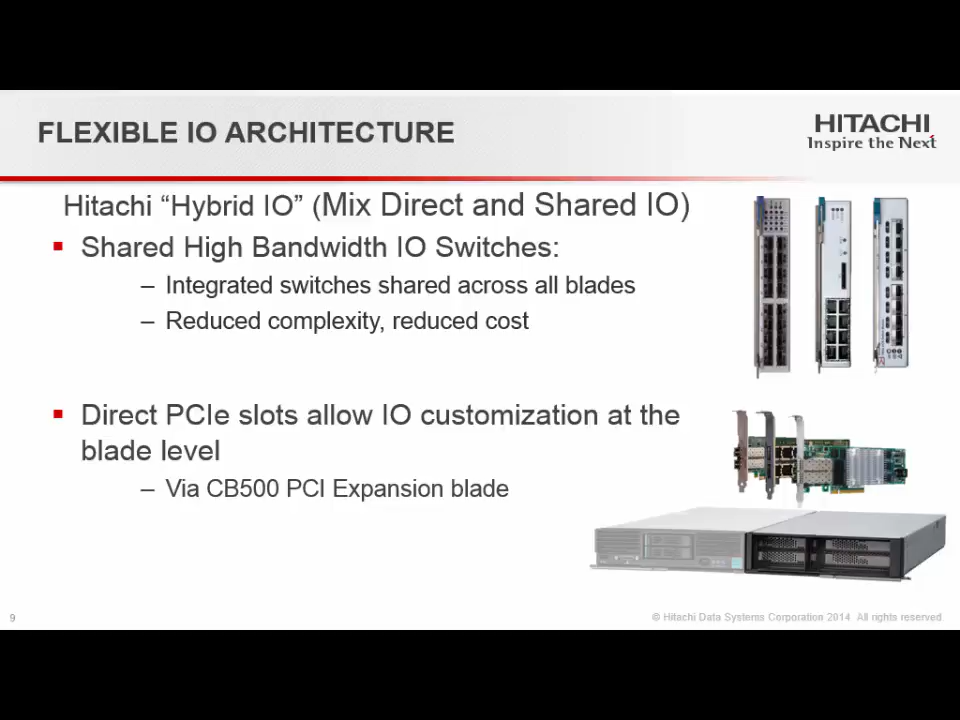 FLEXIBLE IO ARCHITECTURE
HITACHI
Inspire the Next
Hitachi “Hybrid IO” (Mix Direct and Shared IO)
▪ Shared High Bandwidth IO Switches:
– Integrated switches shared across all blades
– Reduced complexity, reduced cost
▪ Direct PCIe slots allow IO customization at the
blade level
– Via CB500 PCI Expansion blade
9
© Hitachi Data Systems Corporation 2014 All rights reserved